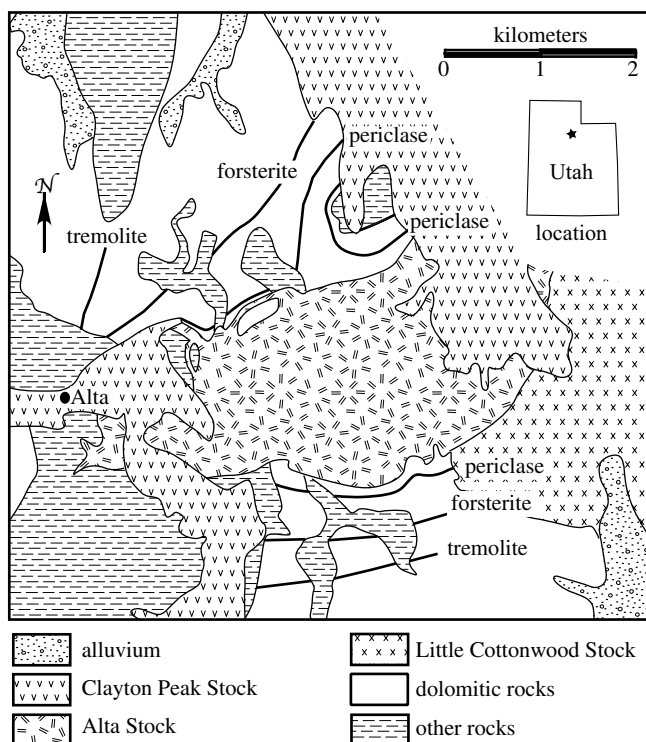 kilometers
0 1 2
periclase
forsterite
Utah
N
periclase
tremolite
location
Alta
periclase
forsterite
tremolite
alluvium
Little Cottonwood Stock
Clayton Peak Stock
dolomitic rocks
Alta Stock
other rocks